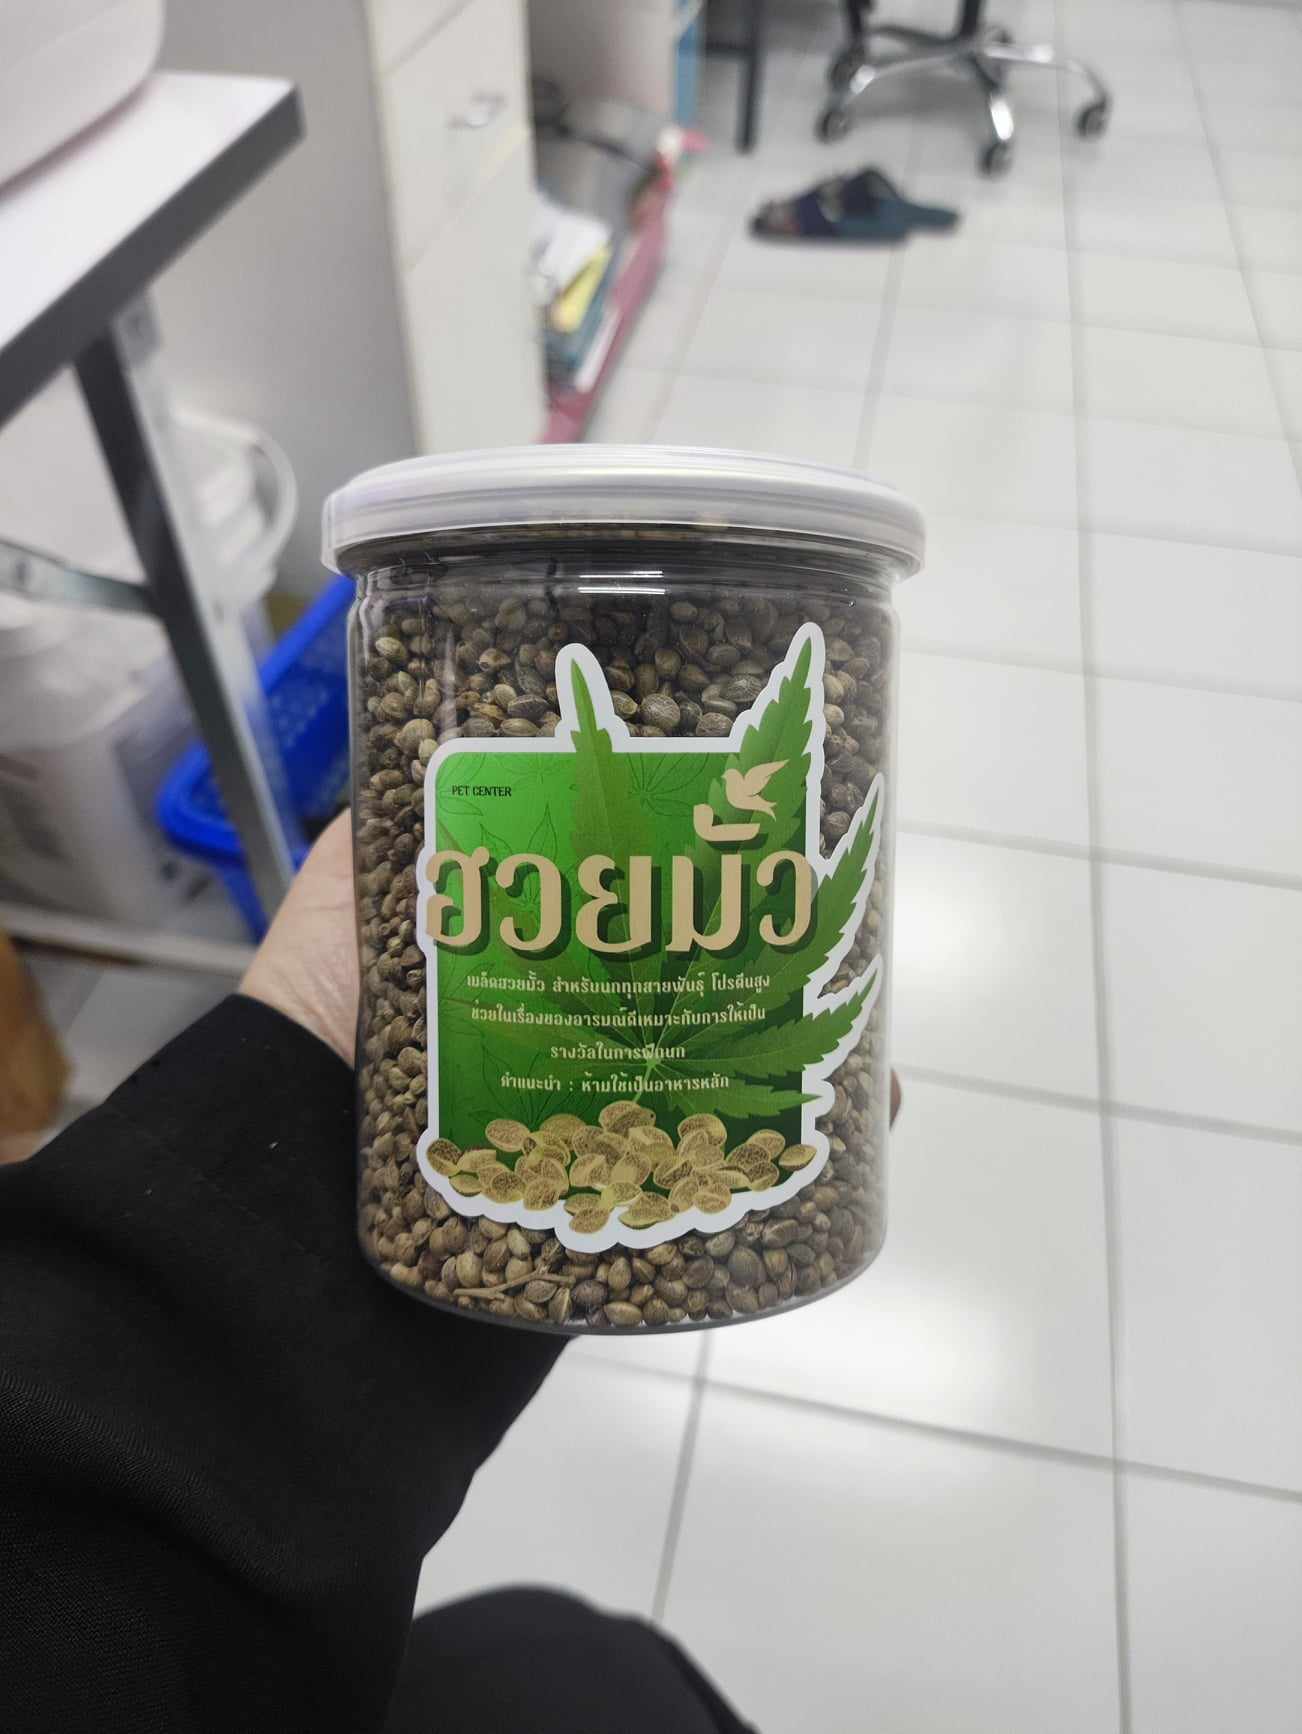 PET CENTER
ฮวยมั้ว
เมล็ดฮวยมั้ว สำหรับนกทุกสายพันธุ์ โปรตีนสูง
ช่วยในเรื่องของอารมณ์ดีเหมาะกับการให้เป็น
รางวัลในการฝึกนก
คำแนะนำ : ห้ามใช้เป็นอาหารหลัก